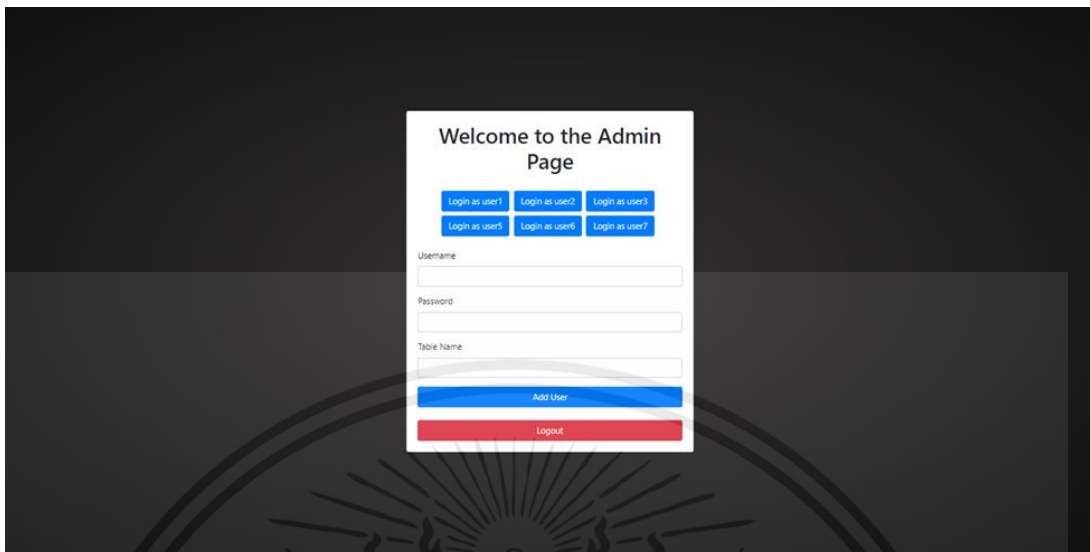 Welcome to the Admin
Page
Login as user1 Login as user2 Login as user3
Login as user5 Login as user6 Login as user7
Username
Password
Table Name
Add User
Logout